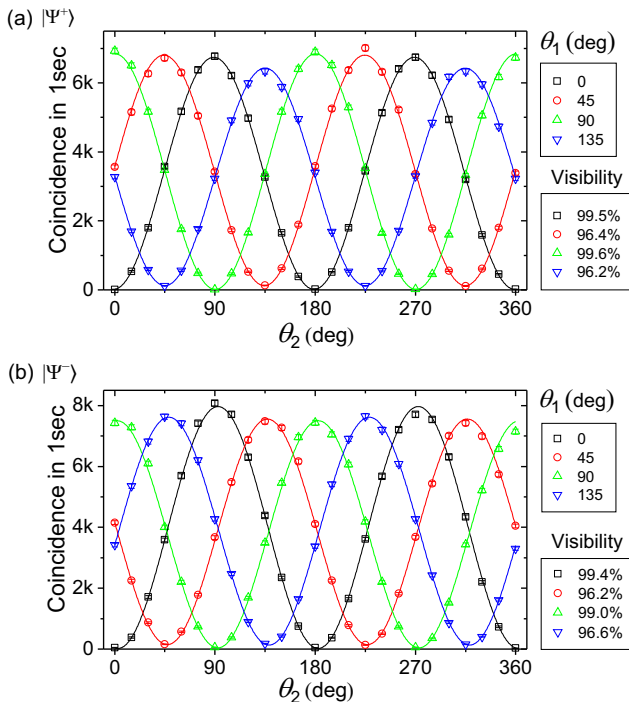 (a) |Ψ⁺⟩
Coincidence in 1sec
6k
4k
2k
0
0 90 180 270 360
θ₂ (deg)
θ₁ (deg)
0
45
90
135
Visibility
99.5%
96.4%
99.6%
96.2%
(b) |Ψ⁻⟩
Coincidence in 1sec
8k
6k
4k
2k
0
0 90 180 270 360
θ₂ (deg)
θ₁ (deg)
0
45
90
135
Visibility
99.4%
96.2%
99.0%
96.6%